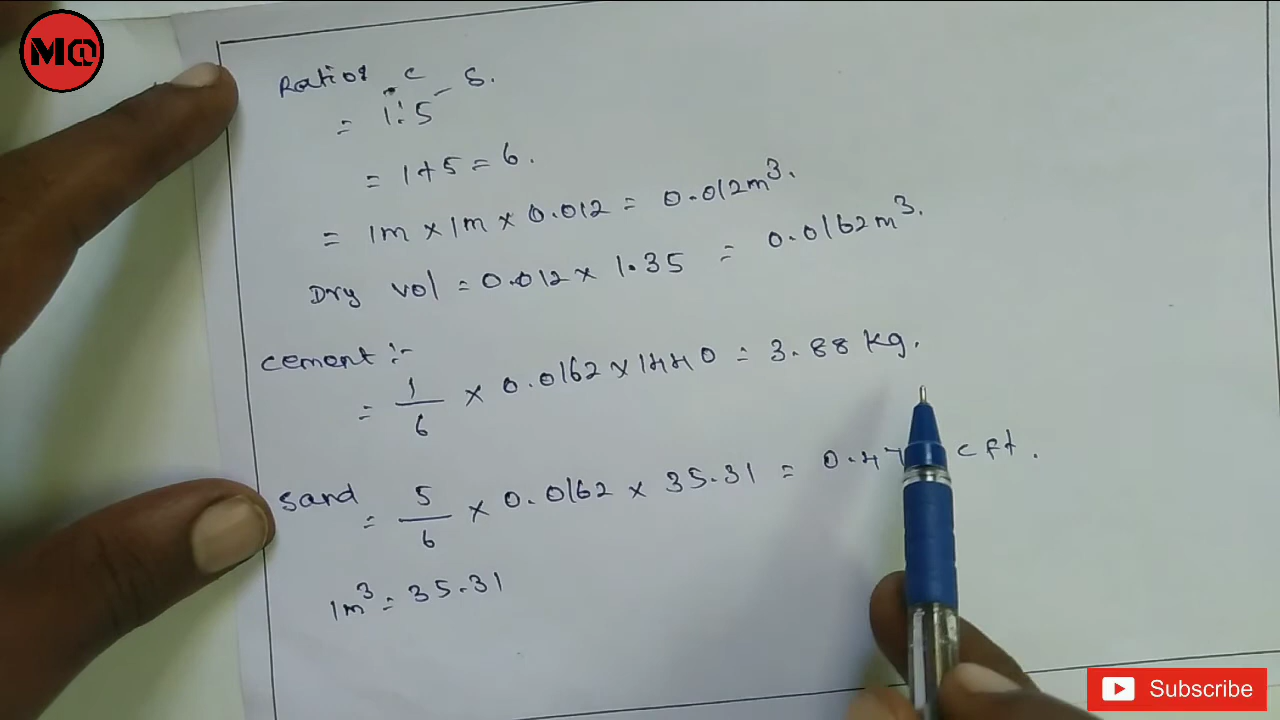 M@
Ratio of C S.
= 1:5
= 1+5 = 6.
= 1m × 1m × 0.012 = 0.012m³.
Dry vol = 0.012 × 1.35 = 0.0162m³.
cement :-
= 1/6 × 0.0162 × 1440 = 3.88 kg.
Sand = 5/6 × 0.0162 × 35.31 = 0.47 cft.
1m³ = 35.31
Subscribe